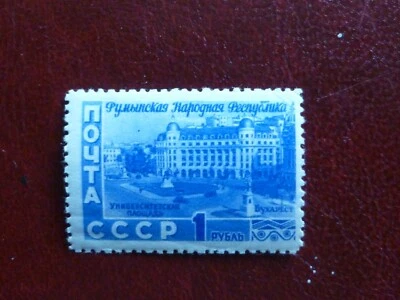 Румынская Народная Республика
ПОЧТА
УНИВЕРСИТЕТСКАЯ
ПЛОЩАДЬ
БУХАРЕСТ
СССР 1
РУБЛЬ